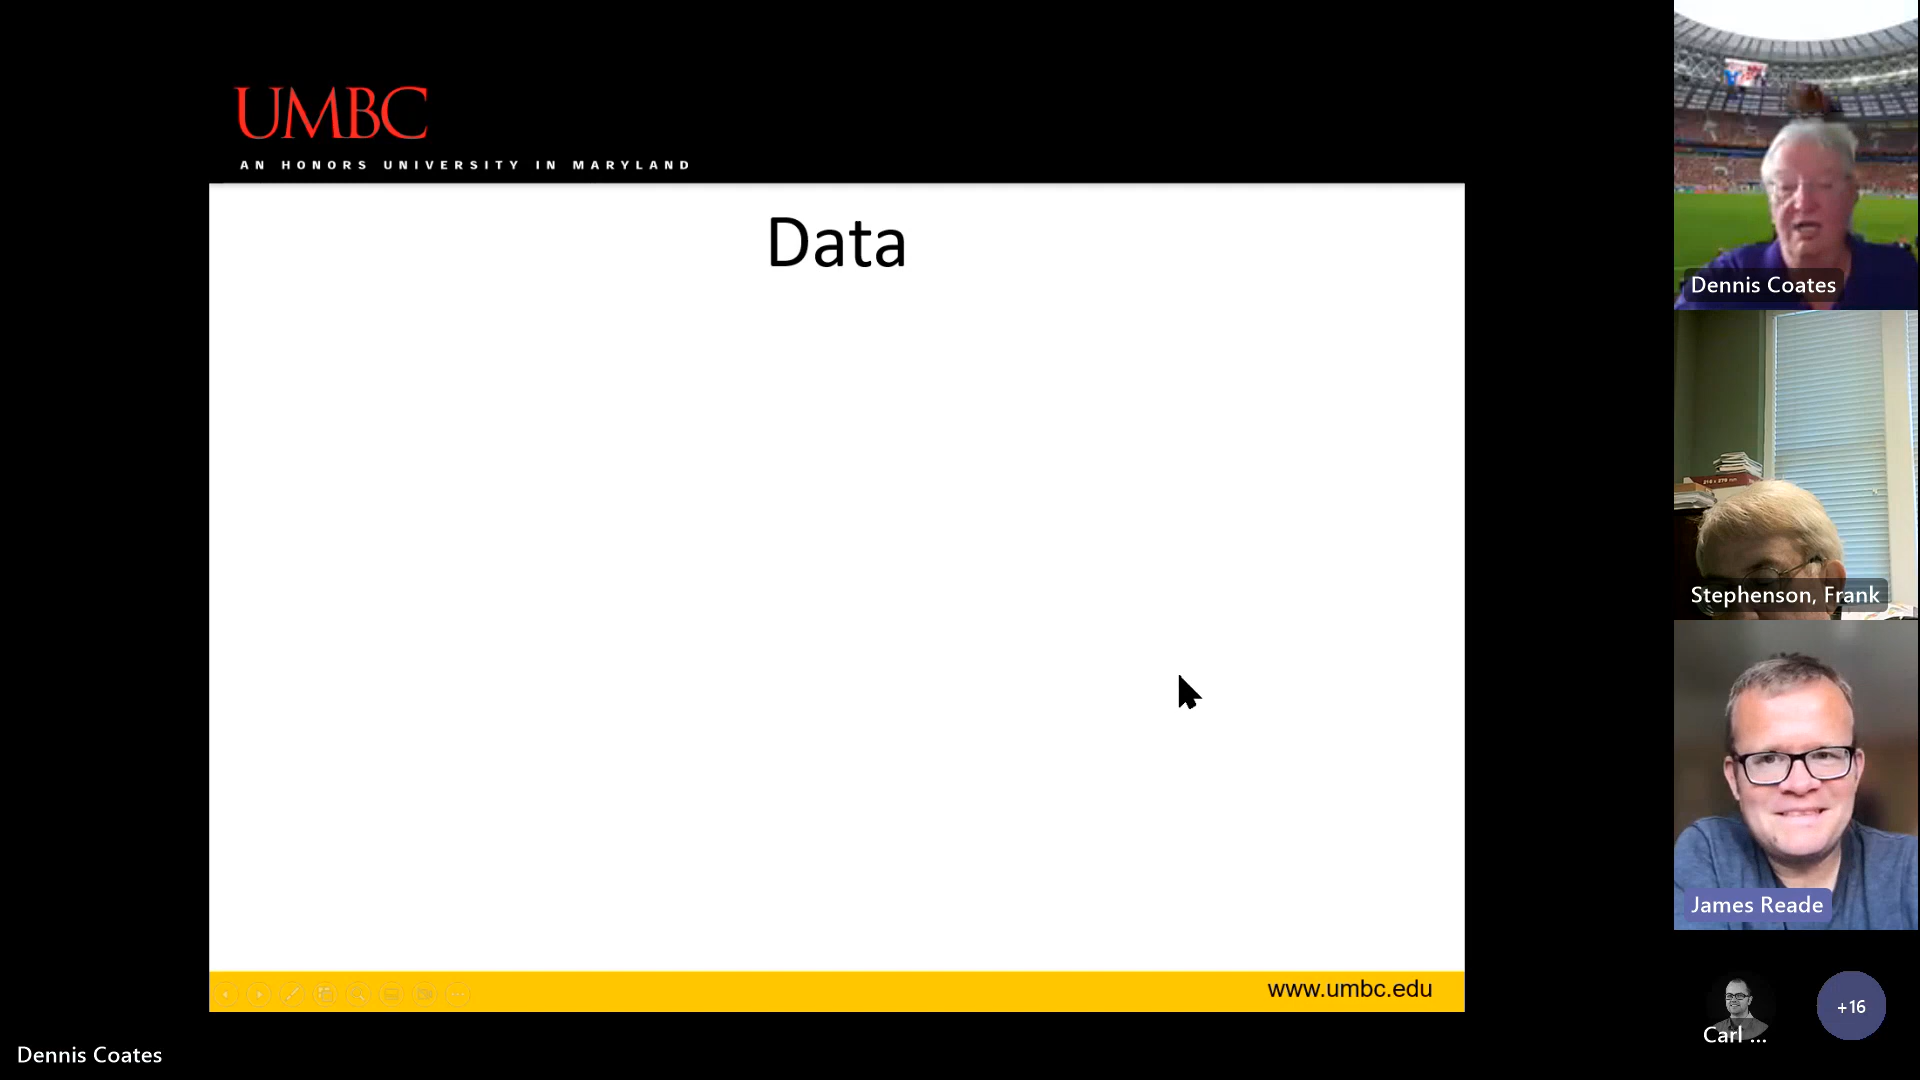 UMBC
AN HONORS UNIVERSITY IN MARYLAND
Data
www.umbc.edu
Dennis Coates
Stephenson, Frank
James Reade
Carl ...
+16
Dennis Coates